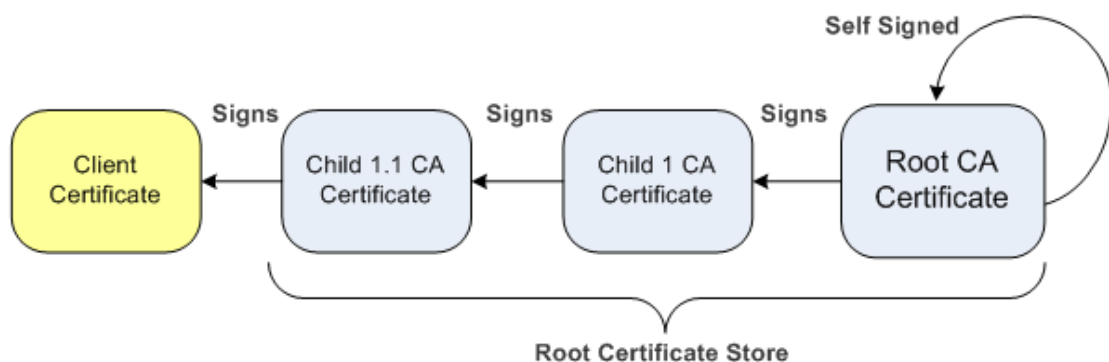 Self Signed
Signs
Signs
Signs
Client
Certificate
Child 1.1 CA
Certificate
Child 1 CA
Certificate
Root CA
Certificate
Root Certificate Store